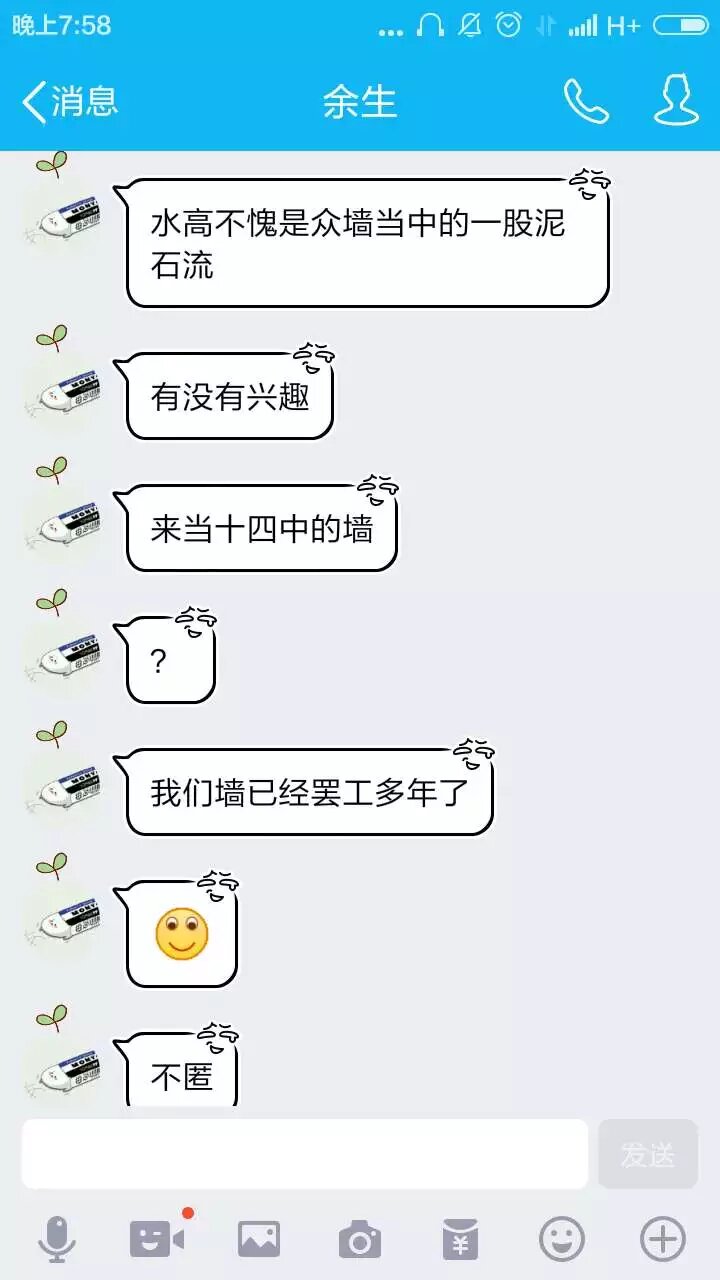 晚上7:58
H+
消息
余生
水高不愧是众墙当中的一股泥
石流
有没有兴趣
来当十四中的墙
?
我们墙已经罢工多年了
不匿
发送